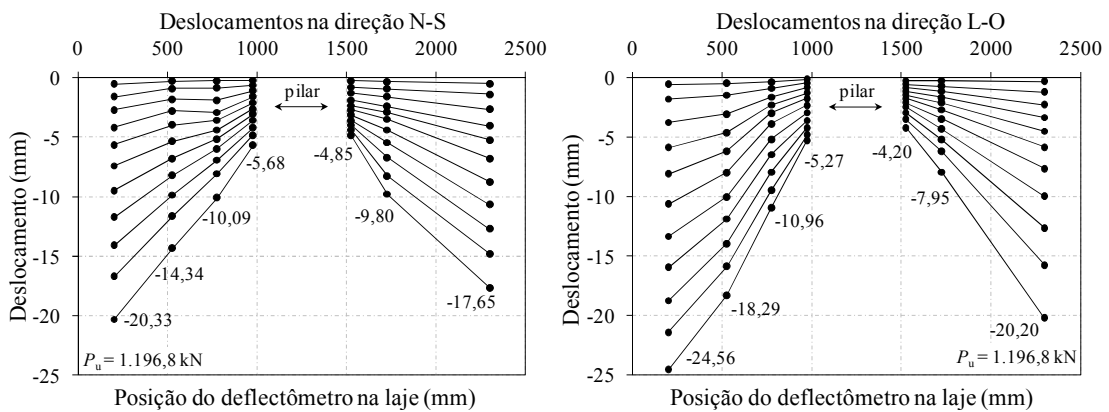 Deslocamentos na direção N-S
0 500 1000 1500 2000 2500
0
-5
-10
-15
-20
-25
Deslocamento (mm)
pilar
-5,68
-4,85
-10,09
-9,80
-14,34
-17,65
-20,33
Pu = 1.196,8 kN
Posição do deflectômetro na laje (mm)
Deslocamentos na direção L-O
0 500 1000 1500 2000 2500
0
-5
-10
-15
-20
-25
Deslocamento (mm)
pilar
-5,27
-4,20
-10,96
-7,95
-18,29
-20,20
-24,56
Pu = 1.196,8 kN
Posição do deflectômetro na laje (mm)